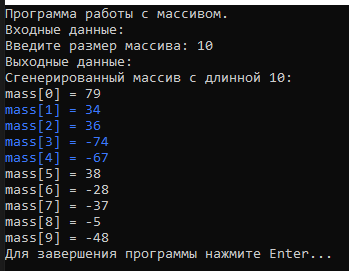 Программа работы с массивом.
Входные данные:
Введите размер массива: 10
Выходные данные:
Сгенерированный массив с длинной 10:
mass[0] = 79
mass[1] = 34
mass[2] = 36
mass[3] = -74
mass[4] = -67
mass[5] = 38
mass[6] = -28
mass[7] = -37
mass[8] = -5
mass[9] = -48
Для завершения программы нажмите Enter...